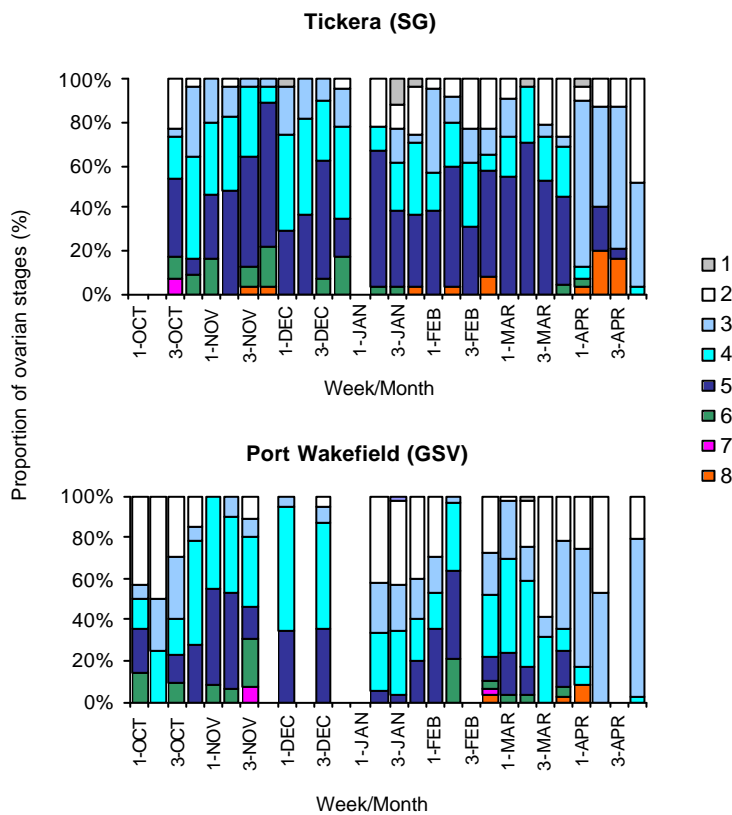 Tickera (SG)
100%
80%
60%
40%
20%
0%
1-OCT
3-OCT
1-NOV
3-NOV
1-DEC
3-DEC
1-JAN
3-JAN
1-FEB
3-FEB
1-MAR
3-MAR
1-APR
3-APR
Week/Month
Proportion of ovarian stages (%)
1
2
3
4
5
6
7
8
Port Wakefield (GSV)
100%
80%
60%
40%
20%
0%
1-OCT
3-OCT
1-NOV
3-NOV
1-DEC
3-DEC
1-JAN
3-JAN
1-FEB
3-FEB
1-MAR
3-MAR
1-APR
3-APR
Week/Month